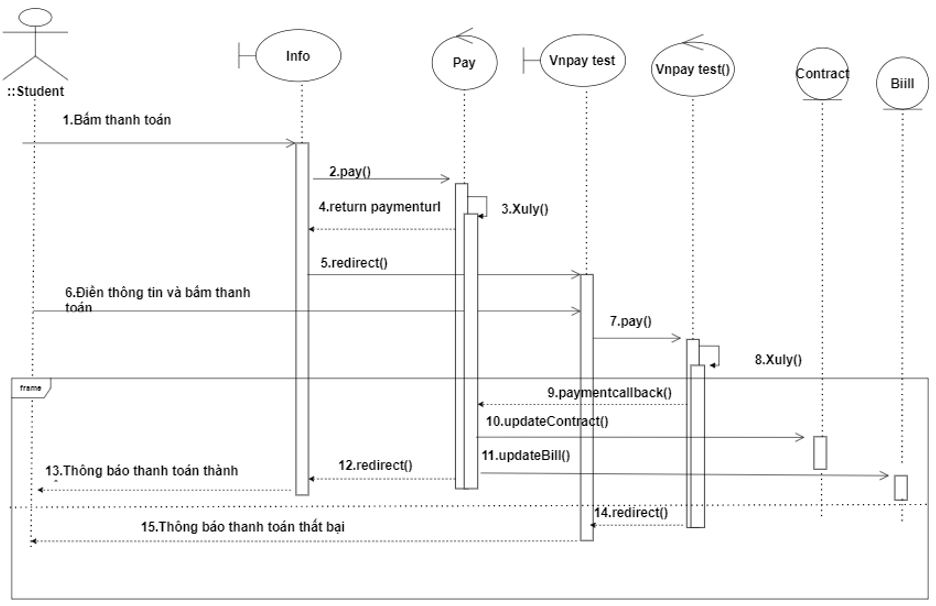 Info
Pay
Vnpay test
Vnpay test()
Contract
Biill
::Student
1.Bấm thanh toán
2.pay()
3.Xuly()
4.return paymenturl
5.redirect()
6.Điền thông tin và bấm thanh
toán
7.pay()
8.Xuly()
frame
9.paymentcallback()
10.updateContract()
11.updateBill()
12.redirect()
13.Thông báo thanh toán thành
14.redirect()
15.Thông báo thanh toán thất bại